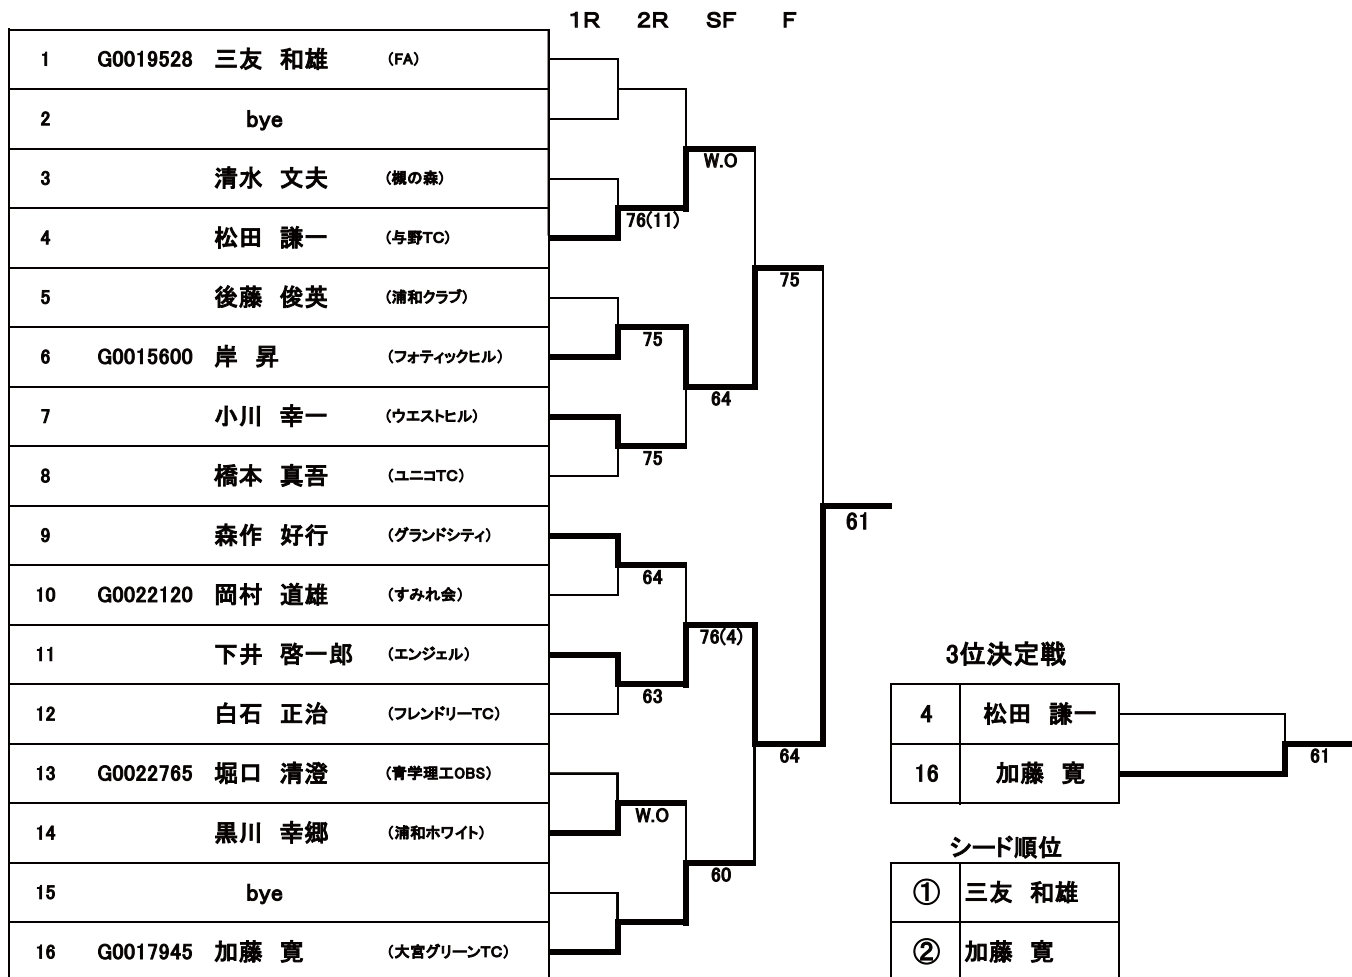 1R 2R SF F
1 G0019528 三友 和雄 (FA)
2 bye
W.O
3 清水 文夫 (槻の森)
76(11)
4 松田 謙一 (与野TC)
75
5 後藤 俊英 (浦和クラブ)
75
6 G0015600 岸 昇 (フォティックヒル)
64
7 小川 幸一 (ウエストヒル)
75
8 橋本 真吾 (ユニコTC)
61
9 森作 好行 (グランドシティ)
64
10 G0022120 岡村 道雄 (すみれ会)
76(4)
11 下井 啓一郎 (エンジェル)
63
12 白石 正治 (フレンドリーTC)
64
13 G0022765 堀口 清澄 (青学理工OBS)
W.O
14 黒川 幸郷 (浦和ホワイト)
60
15 bye
16 G0017945 加藤 寛 (大宮グリーンTC)
3位決定戦
4 松田 謙一
61
16 加藤 寛
シード順位
① 三友 和雄
② 加藤 寛